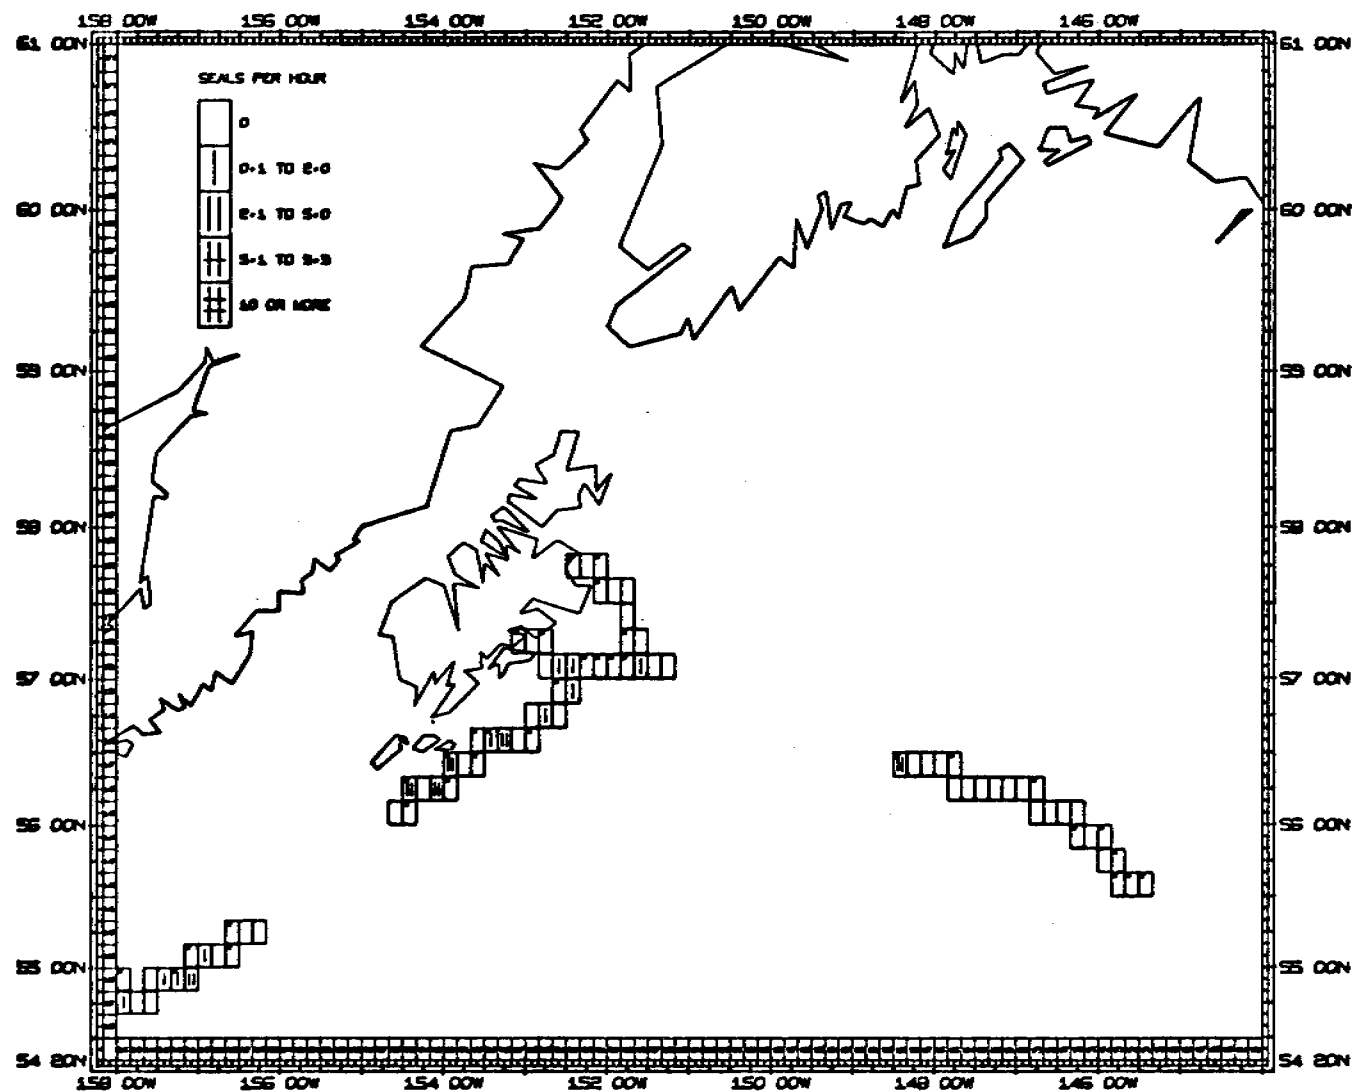 158 00W 156 00W 154 00W 152 00W 150 00W 148 00W 146 00W
61 00N 61 00N
SEALS PER HOUR
0
0.1 TO 2.0
2.1 TO 5.0
60 00N 60 00N
5.1 TO 9.9
10 OR MORE
59 00N 59 00N
58 00N 58 00N
57 00N 57 00N
56 00N 56 00N
55 00N 55 00N
54 20N 54 20N
158 00W 156 00W 154 00W 152 00W 150 00W 148 00W 146 00W